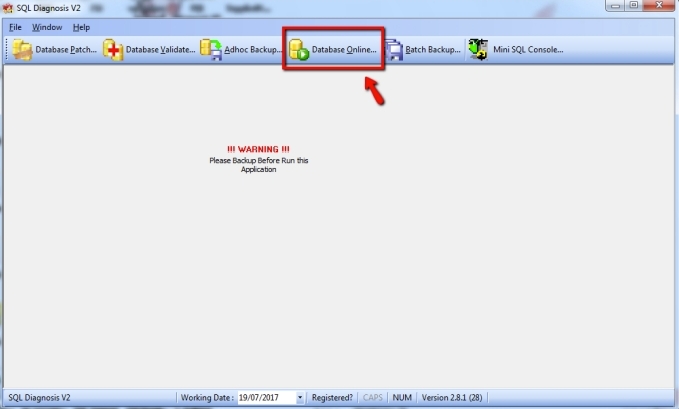 SQL Diagnosis V2
File Window Help
Database Patch... Database Validate... Adhoc Backup... Database Online... Batch Backup... Mini SQL Console...
!!! WARNING !!!
Please Backup Before Run this
Application
SQL Diagnosis V2 Working Date : 19/07/2017 Registered? CAPS NUM Version 2.8.1 (28)